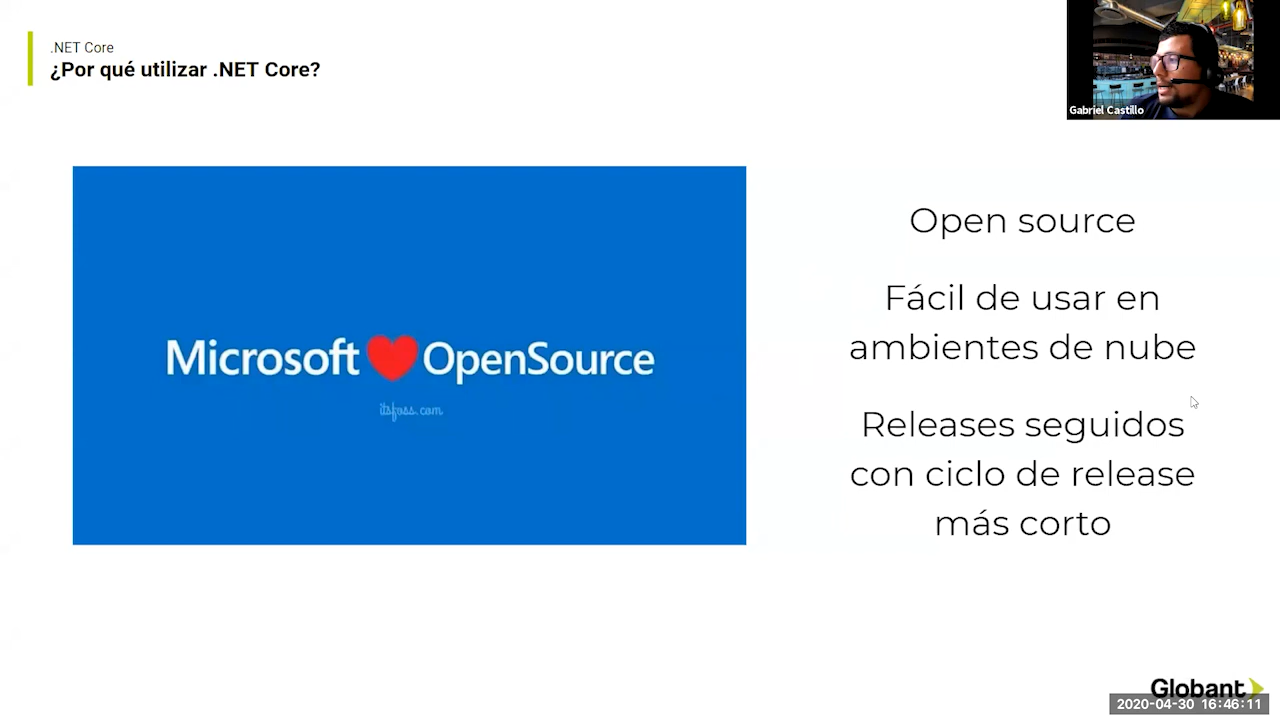 .NET Core
¿Por qué utilizar .NET Core?
Gabriel Castillo
Microsoft OpenSource
itsfoss.com
Open source
Fácil de usar en
ambientes de nube
Releases seguidos
con ciclo de release
más corto
Globant
2020-04-30 16:46:11